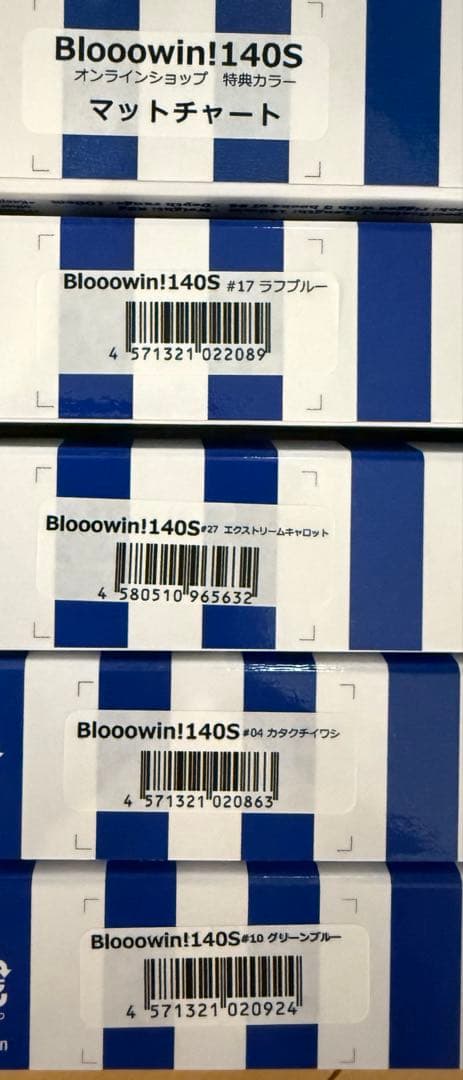 Blooowin!140S
オンラインショップ 特典カラー
マットチャート
Blooowin!140S #17 ラフブルー
4 571321 022089
Blooowin!140S #27 エクストリームキャロット
4 580510 965632
Blooowin!140S #04 カタクチイワシ
4 571321 020863
Blooowin!140S #10 グリーンブルー
4 571321 020924